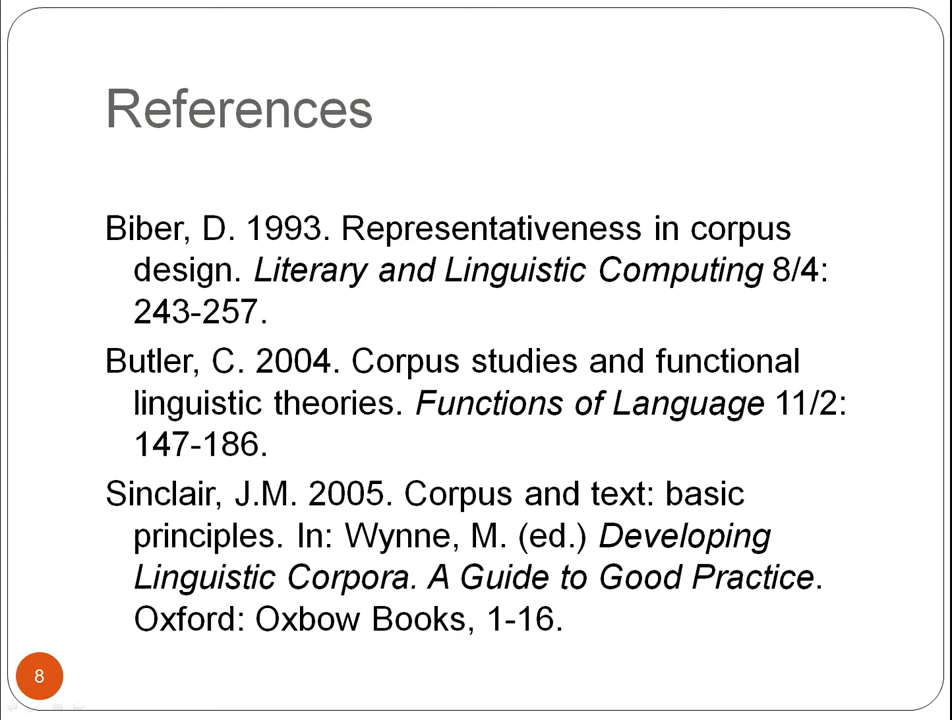 References
Biber, D. 1993. Representativeness in corpus
design. Literary and Linguistic Computing 8/4:
243-257.
Butler, C. 2004. Corpus studies and functional
linguistic theories. Functions of Language 11/2:
147-186.
Sinclair, J.M. 2005. Corpus and text: basic
principles. In: Wynne, M. (ed.) Developing
Linguistic Corpora. A Guide to Good Practice.
Oxford: Oxbow Books, 1-16.
8